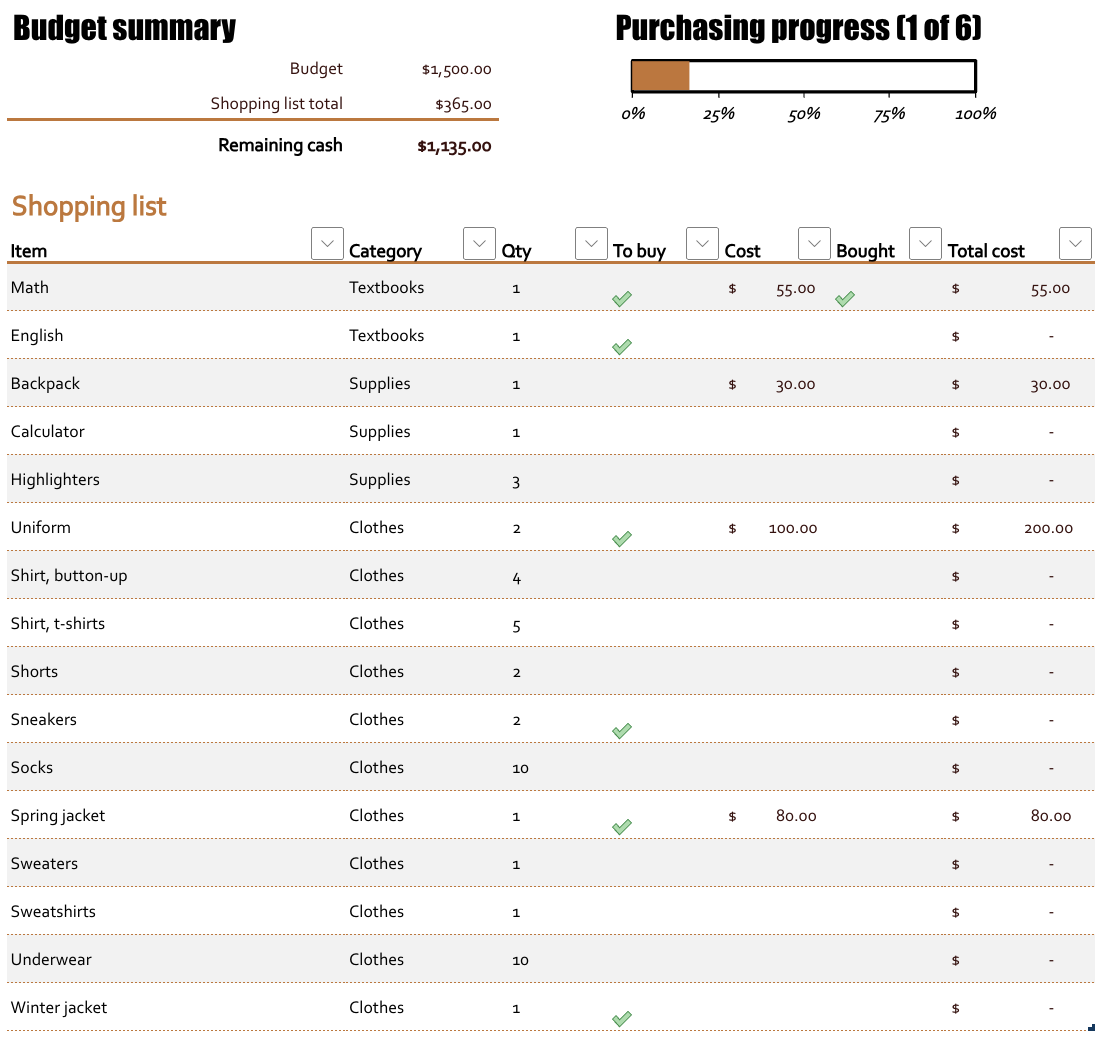 Budget summary
Purchasing progress (1 of 6)
Budget $1,500.00
Shopping list total $365.00
Remaining cash $1,135.00
0% 25% 50% 75% 100%
Shopping list
Item Category Qty To buy Cost Bought Total cost
Math Textbooks 1 $ 55.00 $ 55.00
English Textbooks 1 $ -
Backpack Supplies 1 $ 30.00 $ 30.00
Calculator Supplies 1 $ -
Highlighters Supplies 3 $ -
Uniform Clothes 2 $ 100.00 $ 200.00
Shirt, button-up Clothes 4 $ -
Shirt, t-shirts Clothes 5 $ -
Shorts Clothes 2 $ -
Sneakers Clothes 2 $ -
Socks Clothes 10 $ -
Spring jacket Clothes 1 $ 80.00 $ 80.00
Sweaters Clothes 1 $ -
Sweatshirts Clothes 1 $ -
Underwear Clothes 10 $ -
Winter jacket Clothes 1 $ -